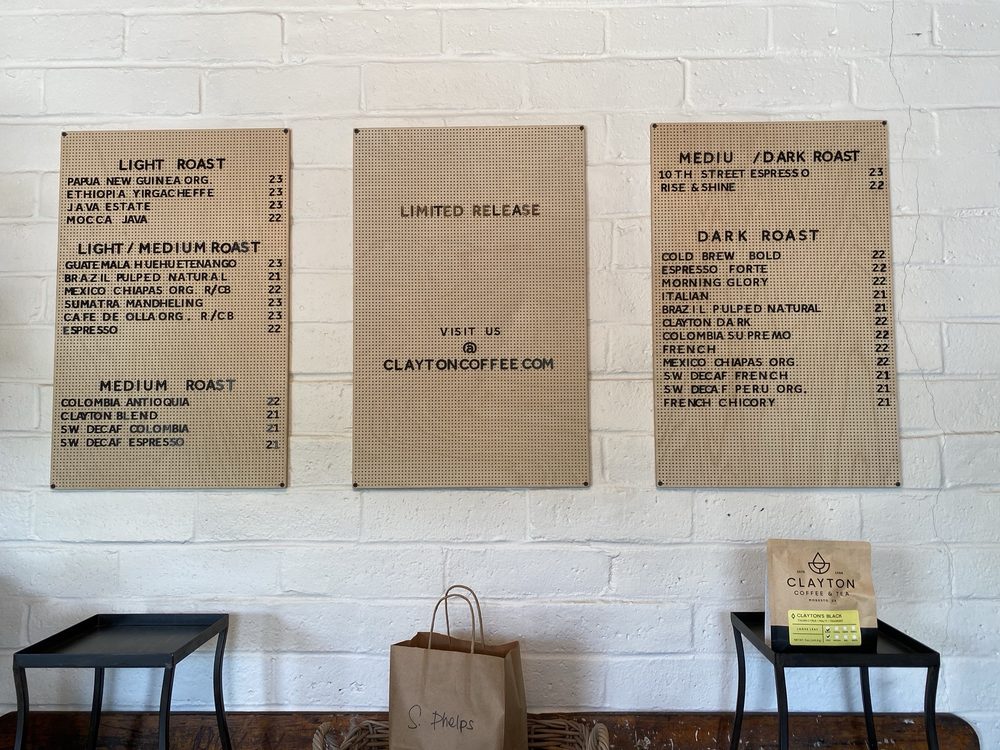 LIGHT ROAST
PAPUA NEW GUINEA ORG. 23
ETHIOPIA YIRGACHEFFE 23
JAVA ESTATE 23
MOCCA JAVA 22
LIGHT / MEDIUM ROAST
GUATEMALA HUEHUETENANGO 23
BRAZIL PULPED NATURAL 21
MEXICO CHIAPAS ORG. R/CB 22
SUMATRA MANDHELING 23
CAFE DE OLLA ORG. R/CB 23
ESPRESSO 22
MEDIUM ROAST
COLOMBIA ANTIOQUIA 22
CLAYTON BLEND 21
SW DECAF COLOMBIA 21
SW DECAF ESPRESSO 21
LIMITED RELEASE
VISIT US
@
CLAYTONCOFFEE.COM
MEDIU /DARK ROAST
10TH STREET ESPRESSO 23
RISE & SHINE 22
DARK ROAST
COLD BREW BOLD 22
ESPRESSO FORTE 22
MORNING GLORY 22
ITALIAN 21
BRAZIL PULPED NATURAL 21
CLAYTON DARK 22
COLOMBIA SUPREMO 22
FRENCH 22
MEXICO CHIAPAS ORG. 22
SW DECAF FRENCH 21
SW DECAF PERU ORG. 21
FRENCH CHICORY 21
S. Phelps
CLAYTON
COFFEE & TEA
MODESTO, CA
CLAYTON'S BLACK
LOOSE LEAF